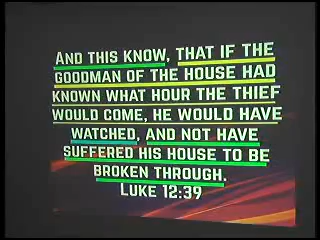 AND THIS KNOW, THAT IF THE
GOODMAN OF THE HOUSE HAD
KNOWN WHAT HOUR THE THIEF
WOULD COME, HE WOULD HAVE
WATCHED, AND NOT HAVE
SUFFERED HIS HOUSE TO BE
BROKEN THROUGH.
LUKE 12:39